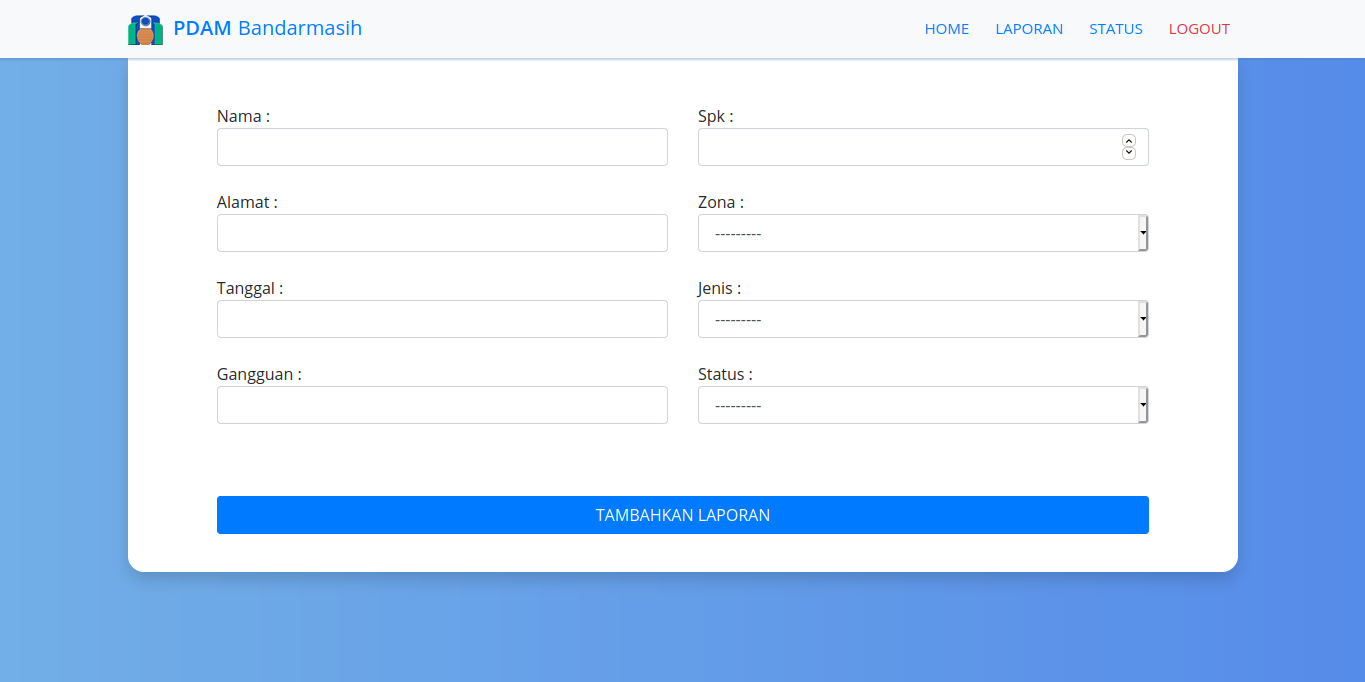 PDAM Bandarmasih
HOME LAPORAN STATUS LOGOUT
Nama :
Spk :
Alamat :
Zona :
---------
Tanggal :
Jenis :
---------
Gangguan :
Status :
---------
TAMBAHKAN LAPORAN